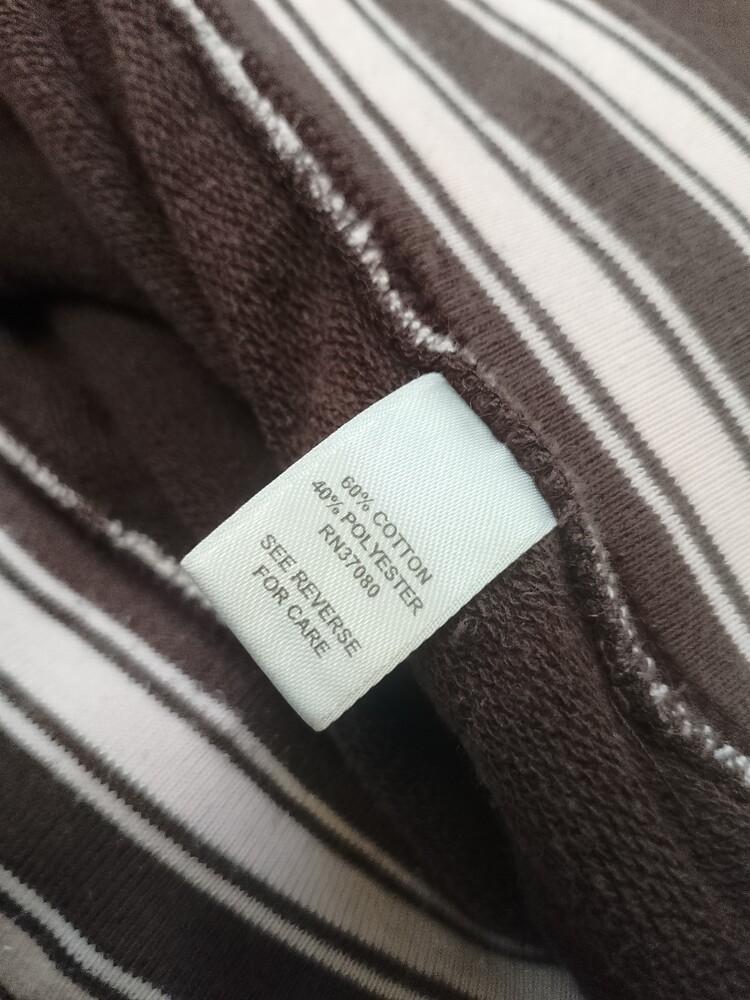 60% COTTON
40% POLYESTER
RN37080
SEE REVERSE
FOR CARE